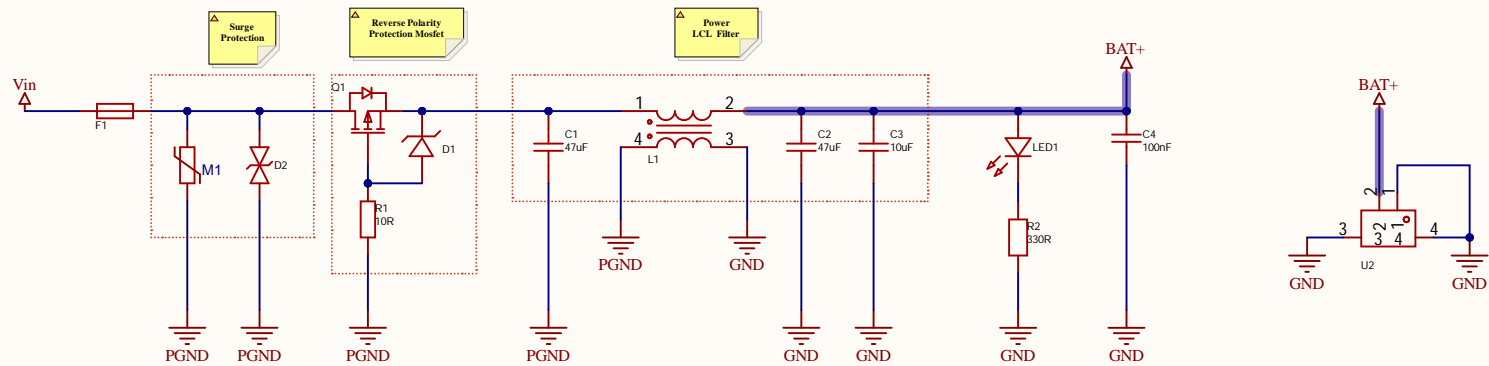 Surge
Protection
Reverse Polarity
Protection Mosfet
Power
LCL Filter
BAT+
Vin
F1
Q1
M1
D2
D1
R1
10R
C1
47uF
1
2
4
3
L1
C2
47uF
C3
10uF
LED1
R2
330R
C4
100nF
BAT+
2
1
3
2
1
3
4
4
U2
PGND
PGND
PGND
PGND
PGND
GND
GND
GND
GND
GND
GND
GND